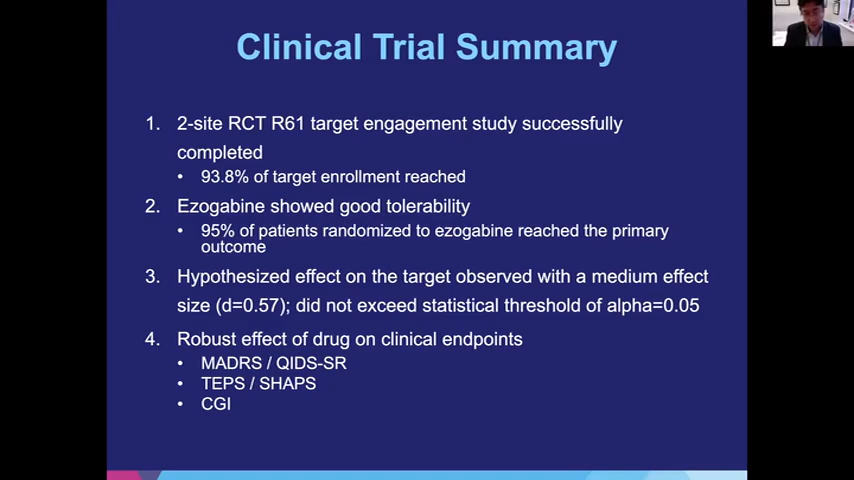 Clinical Trial Summary
1. 2-site RCT R61 target engagement study successfully
completed
• 93.8% of target enrollment reached
2. Ezogabine showed good tolerability
• 95% of patients randomized to ezogabine reached the primary
outcome
3. Hypothesized effect on the target observed with a medium effect
size (d=0.57); did not exceed statistical threshold of alpha=0.05
4. Robust effect of drug on clinical endpoints
• MADRS / QIDS-SR
• TEPS / SHAPS
• CGI